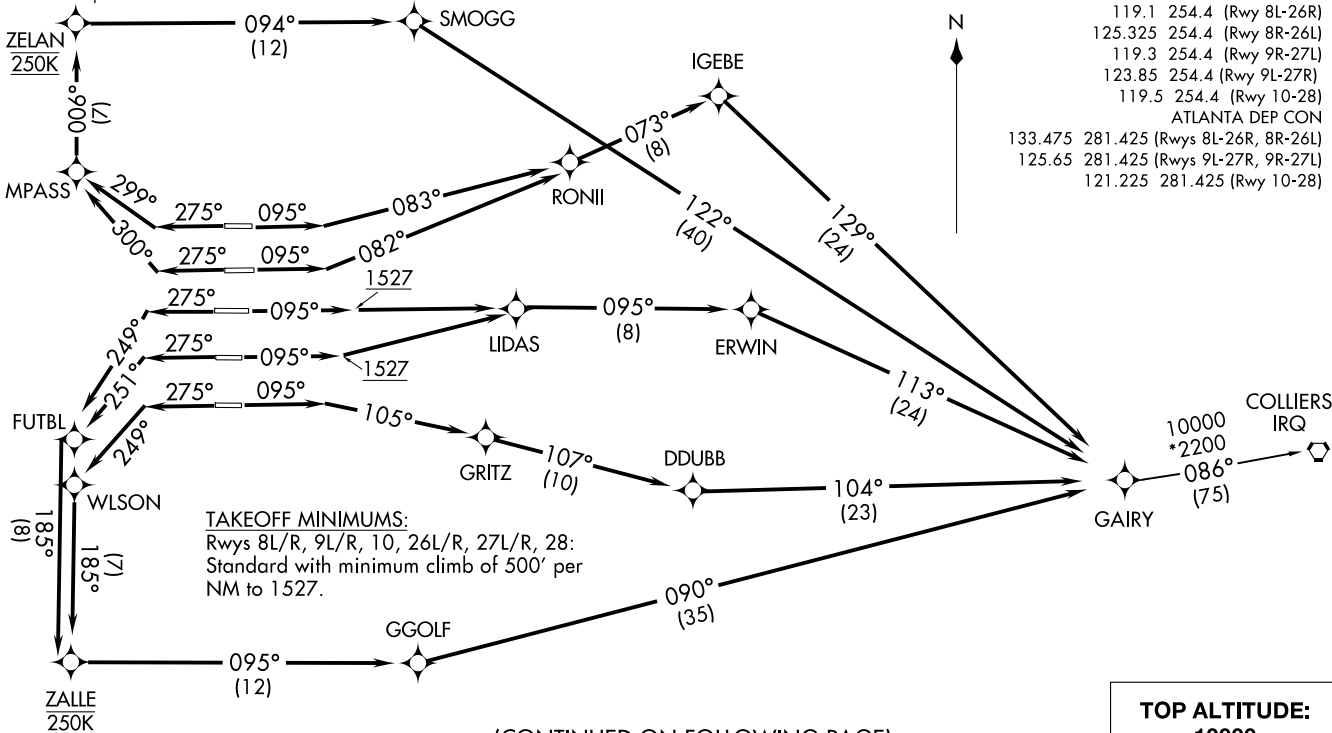 119.1 254.4 (Rwy 8L-26R)
125.325 254.4 (Rwy 8R-26L)
119.3 254.4 (Rwy 9R-27L)
123.85 254.4 (Rwy 9L-27R)
119.5 254.4 (Rwy 10-28)
ATLANTA DEP CON
133.475 281.425 (Rwys 8L-26R, 8R-26L)
125.65 281.425 (Rwys 9L-27R, 9R-27L)
121.225 281.425 (Rwy 10-28)
N
ZELAN
250K
094°
(12)
SMOGG
IGEBE
006°
(7)
073°
(8)
MPASS
RONII
299°
275°
095°
083°
300°
275°
095°
082°
122°
(40)
129°
(24)
275°
095°
1527
249°
LIDAS
095°
(8)
ERWIN
275°
095°
1527
251°
113°
(24)
275°
095°
105°
249°
FUTBL
WLSON
GRITZ
107°
(10)
DDUBB
104°
(23)
GAIRY
10000
*2200
086°
(75)
COLLIERS
IRQ
185°
(8)
185°
(7)
TAKEOFF MINIMUMS:
Rwys 8L/R, 9L/R, 10, 26L/R, 27L/R, 28:
Standard with minimum climb of 500' per
NM to 1527.
090°
(35)
GGOLF
095°
(12)
ZALLE
250K
(CONTINUED ON FOLLOWING PAGE)
TOP ALTITUDE:
10000